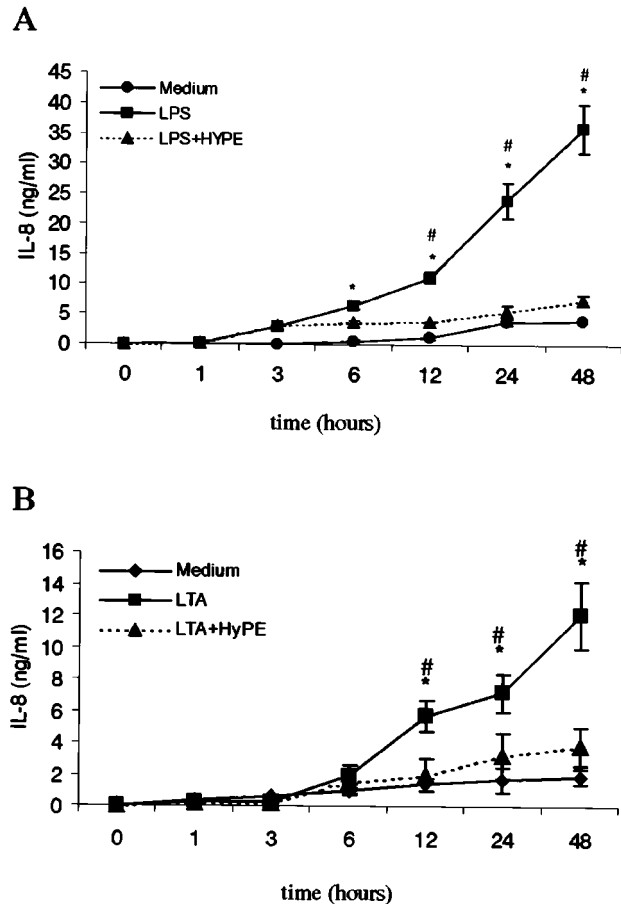 A
45
40
35
30
25
20
15
10
5
0
IL-8 (ng/ml)
Medium
LPS
LPS+HYPE
*
#
*
#
*
#
*
0 1 3 6 12 24 48
time (hours)
B
16
14
12
10
8
6
4
2
0
IL-8 (ng/ml)
Medium
LTA
LTA+HyPE
#
*
#
*
#
*
0 1 3 6 12 24 48
time (hours)